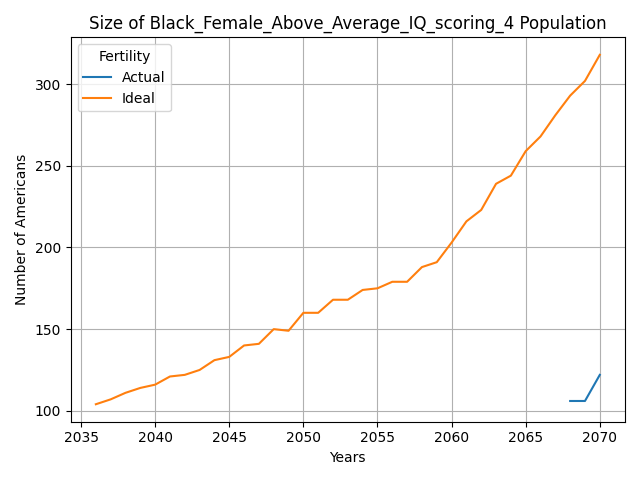 Size of Black_Female_Above_Average_IQ_scoring_4 Population
Fertility
Actual
Ideal
Number of Americans
300
250
200
150
100
2035 2040 2045 2050 2055 2060 2065 2070
Years